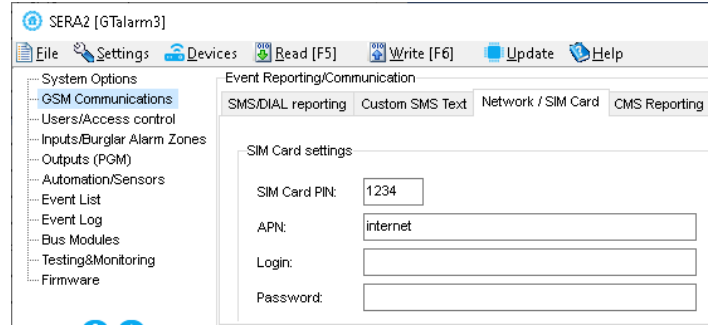 SERA2 [GTalarm3]
File Settings Devices Read [F5] Write [F6] Update Help
System Options
GSM Communications
Users/Access control
Inputs/Burglar Alarm Zones
Outputs (PGM)
Automation/Sensors
Event List
Event Log
Bus Modules
Testing&Monitoring
Firmware
Event Reporting/Communication
SMS/DIAL reporting Custom SMS Text Network / SIM Card CMS Reporting
SIM Card settings
SIM Card PIN: 1234
APN: internet
Login:
Password: